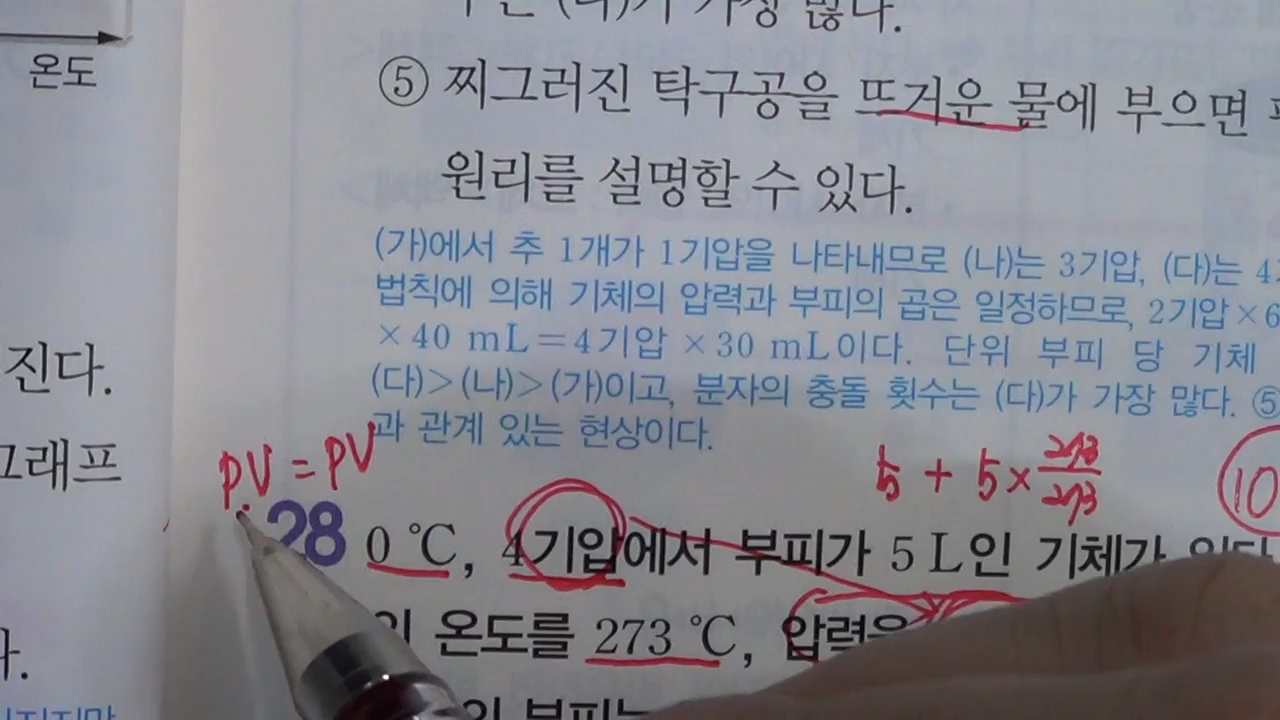 온도
⑤ 찌그러진 탁구공을 뜨거운 물에 부으면
원리를 설명할 수 있다.
(가)에서 추 1개가 1기압을 나타내므로 (나)는 3기압, (다)는 4
법칙에 의해 기체의 압력과 부피의 곱은 일정하므로, 2기압×6
×40 mL=4기압 ×30 mL이다. 단위 부피 당 기체
(다)>(나)>(가)이고, 분자의 충돌 횟수는 (다)가 가장 많다. ⑤
과 관계 있는 현상이다.
진다.
그래프
PV = PV
5 + 5× 273/273
10
28 0 ℃, 4기압에서 부피가 5 L인 기체가
온도를 273 ℃, 압력을
부피는